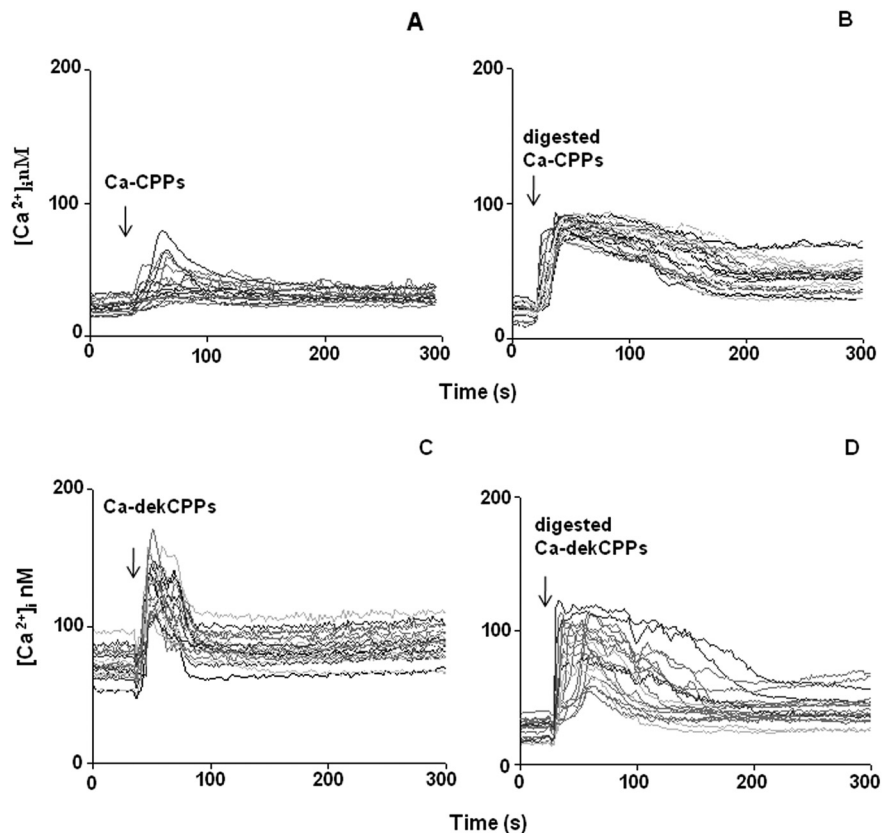 A
B
200
100
0
[Ca2+]i nM
Ca-CPPs
0 100 200 300
200
100
0
digested
Ca-CPPs
0 100 200 300
Time (s)
C
D
200
100
0
[Ca2+]i nM
Ca-dekCPPs
0 100 200 300
200
100
0
digested
Ca-dekCPPs
0 100 200 300
Time (s)